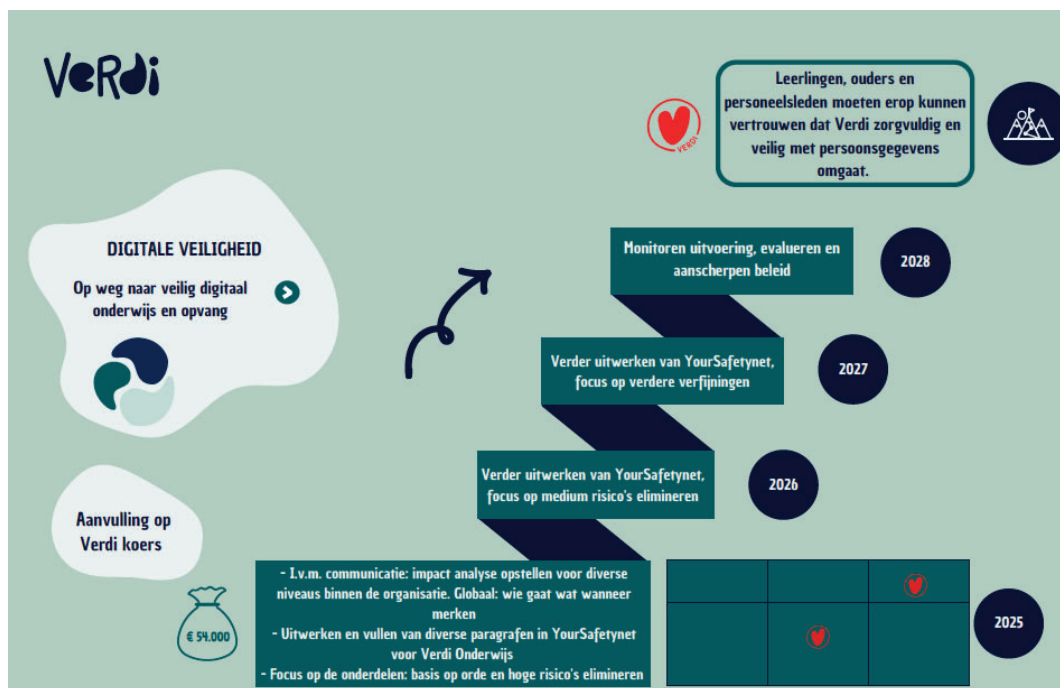 VeRdi
Leerlingen, ouders en
personeelsleden moeten erop kunnen
vertrouwen dat Verdi zorgvuldig en
veilig met persoonsgegevens
omgaat.
VERDI
DIGITALE VEILIGHEID
Op weg naar veilig digitaal
onderwijs en opvang
Monitoren uitvoering, evalueren en
aanscherpen beleid
2028
Verder uitwerken van YourSafetynet,
focus op verdere verfijningen
2027
Verder uitwerken van YourSafetynet,
focus op medium risico's elimineren
2026
Aanvulling op
Verdi koers
€ 54.000
- I.v.m. communicatie: impact analyse opstellen voor diverse
niveaus binnen de organisatie. Globaal: wie gaat wat wanneer
merken
- Uitwerken en vullen van diverse paragrafen in YourSafetynet
voor Verdi Onderwijs
- Focus op de onderdelen: basis op orde en hoge risico's elimineren
2025